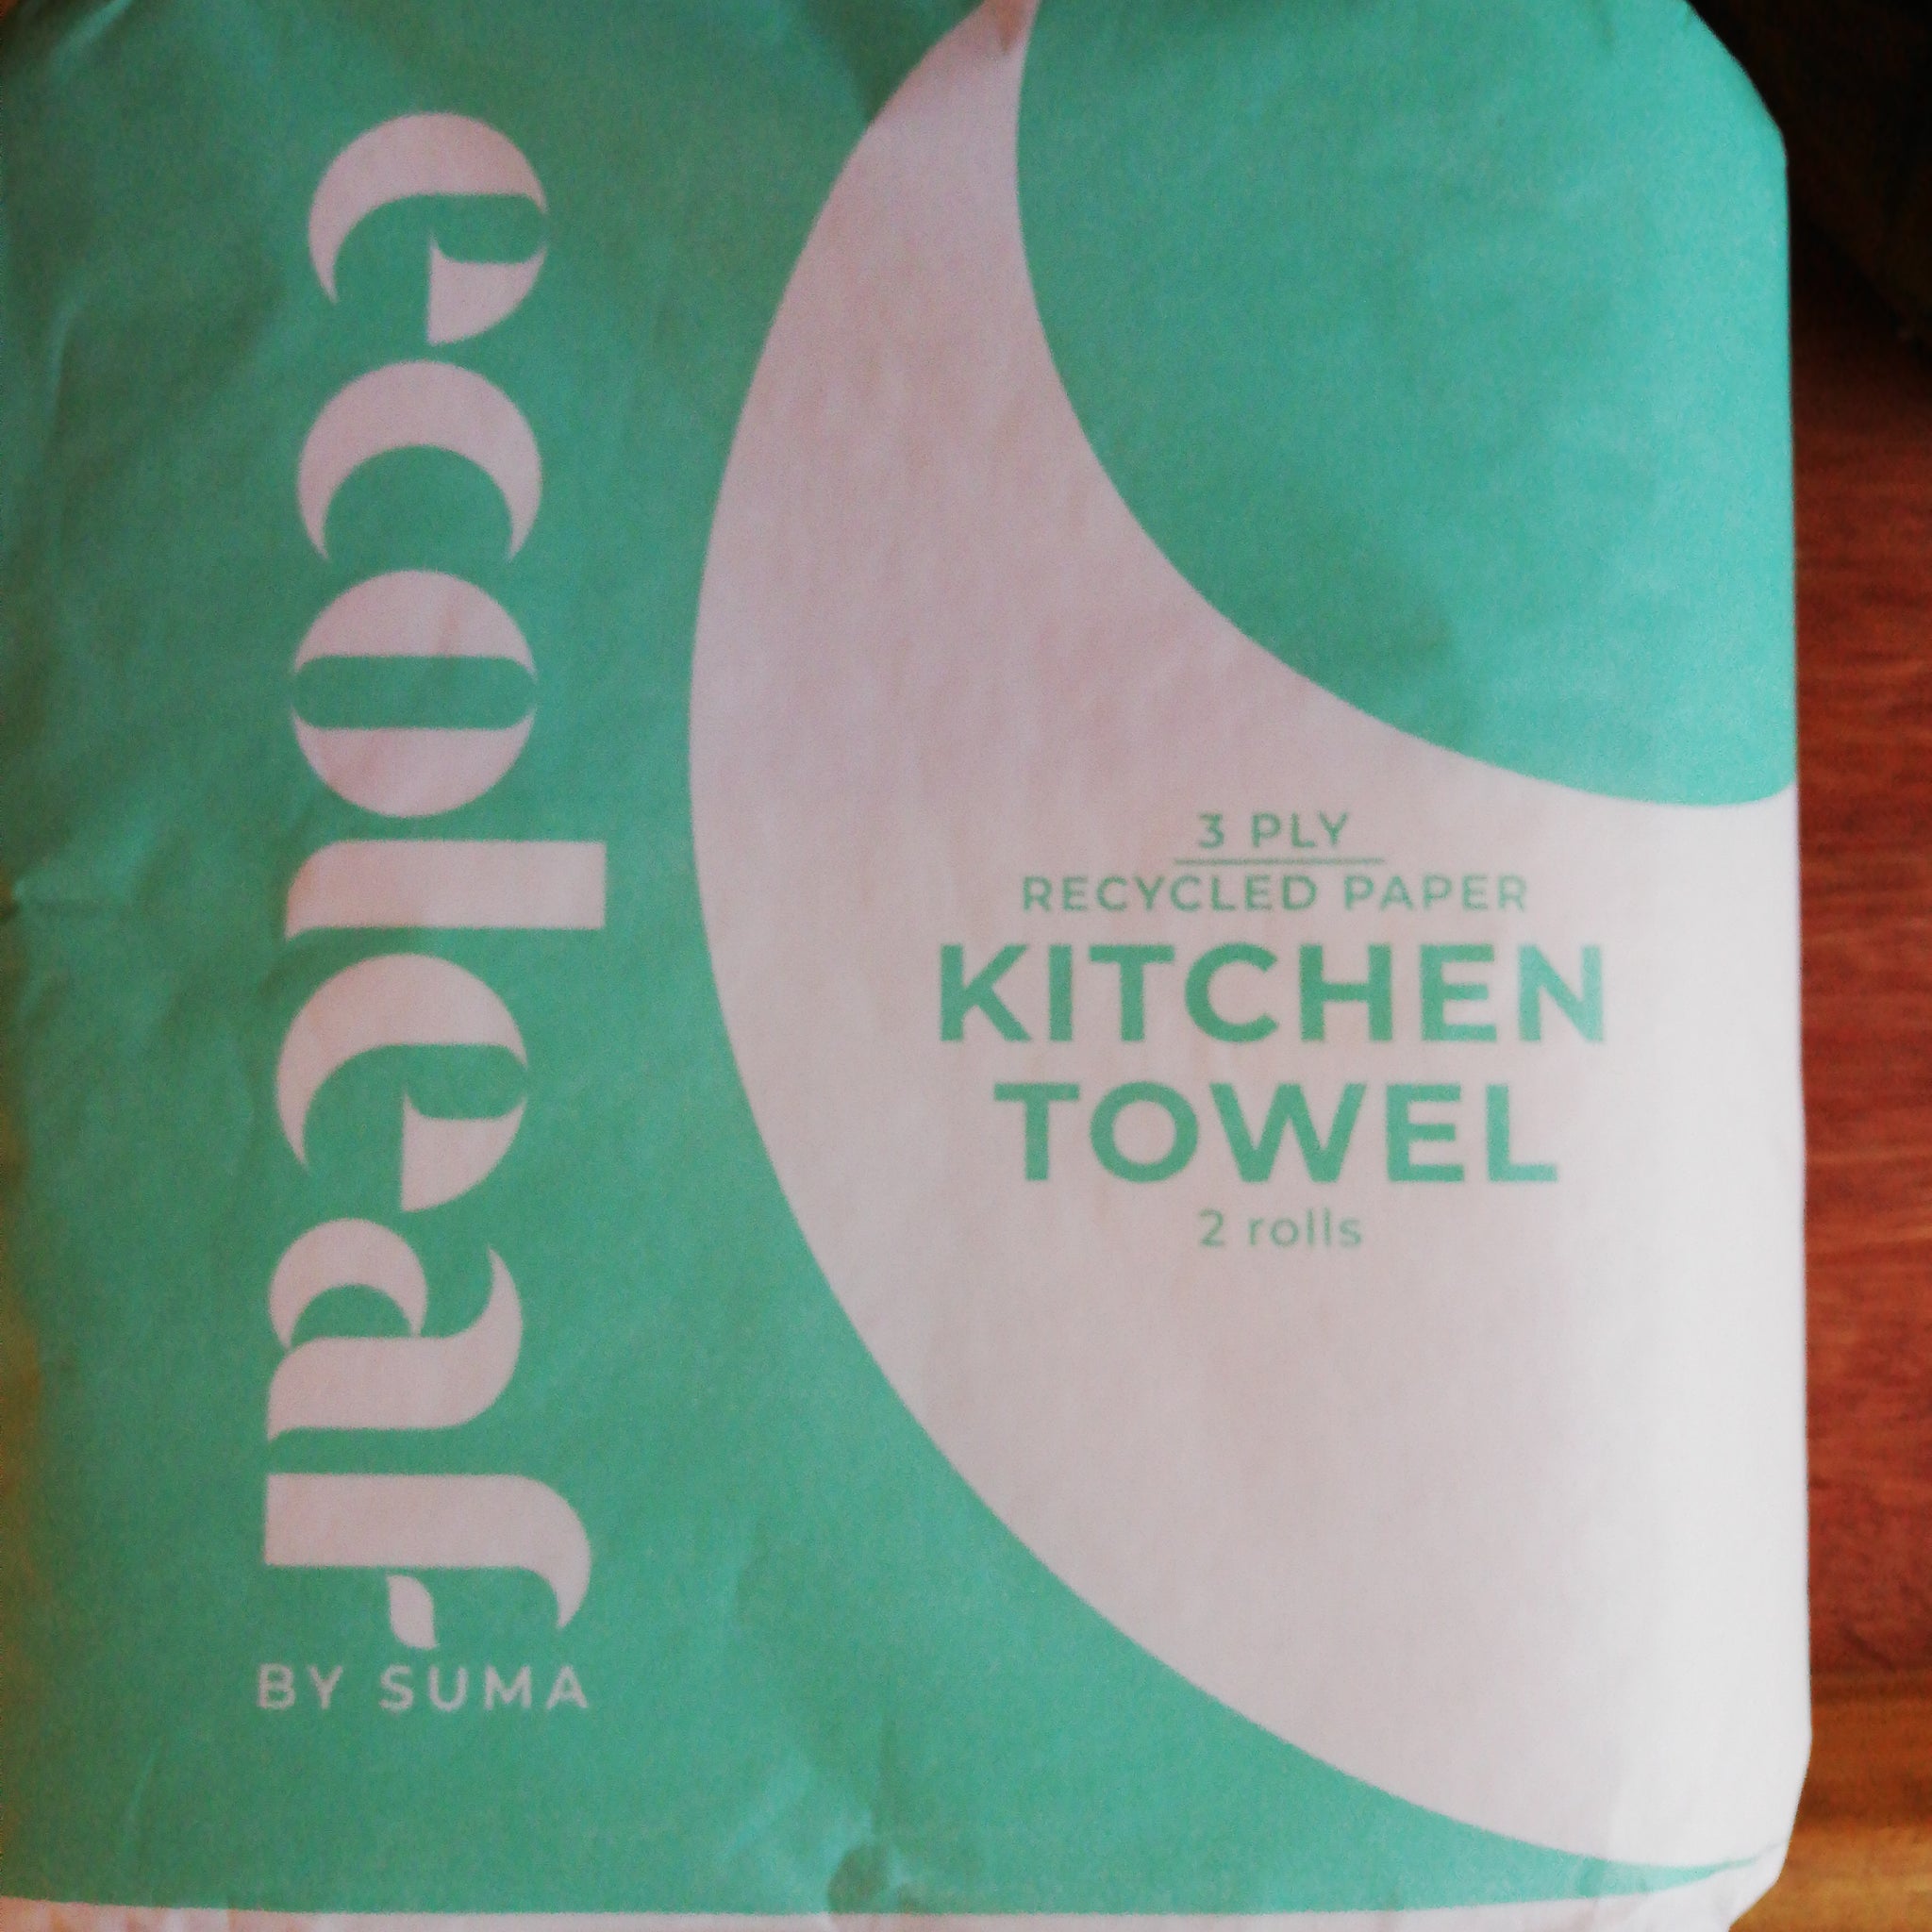 ecoleaf
BY SUMA
3 PLY
RECYCLED PAPER
KITCHEN
TOWEL
2 rolls